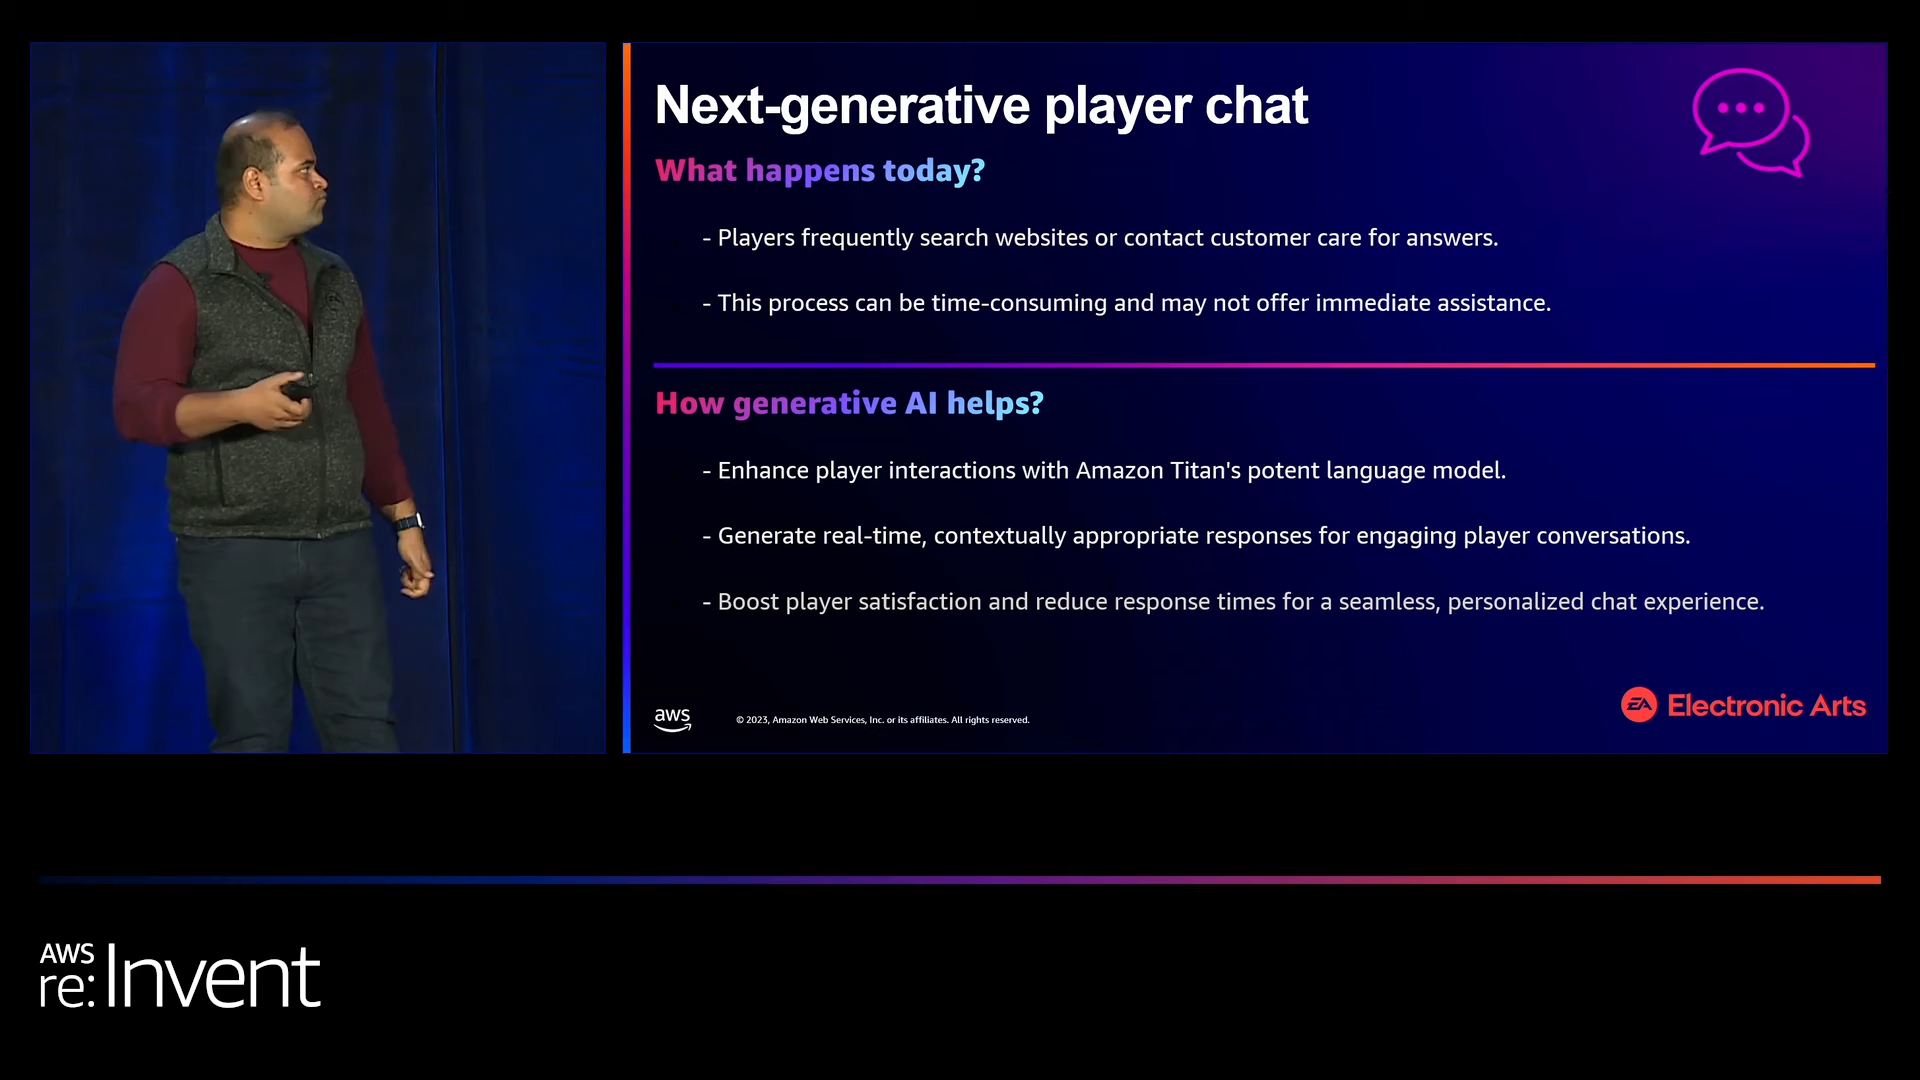 Next-generative player chat
What happens today?
- Players frequently search websites or contact customer care for answers.
- This process can be time-consuming and may not offer immediate assistance.
How generative AI helps?
- Enhance player interactions with Amazon Titan's potent language model.
- Generate real-time, contextually appropriate responses for engaging player conversations.
- Boost player satisfaction and reduce response times for a seamless, personalized chat experience.
aws
© 2023, Amazon Web Services, Inc. or its affiliates. All rights reserved.
EA Electronic Arts
AWS
re:Invent